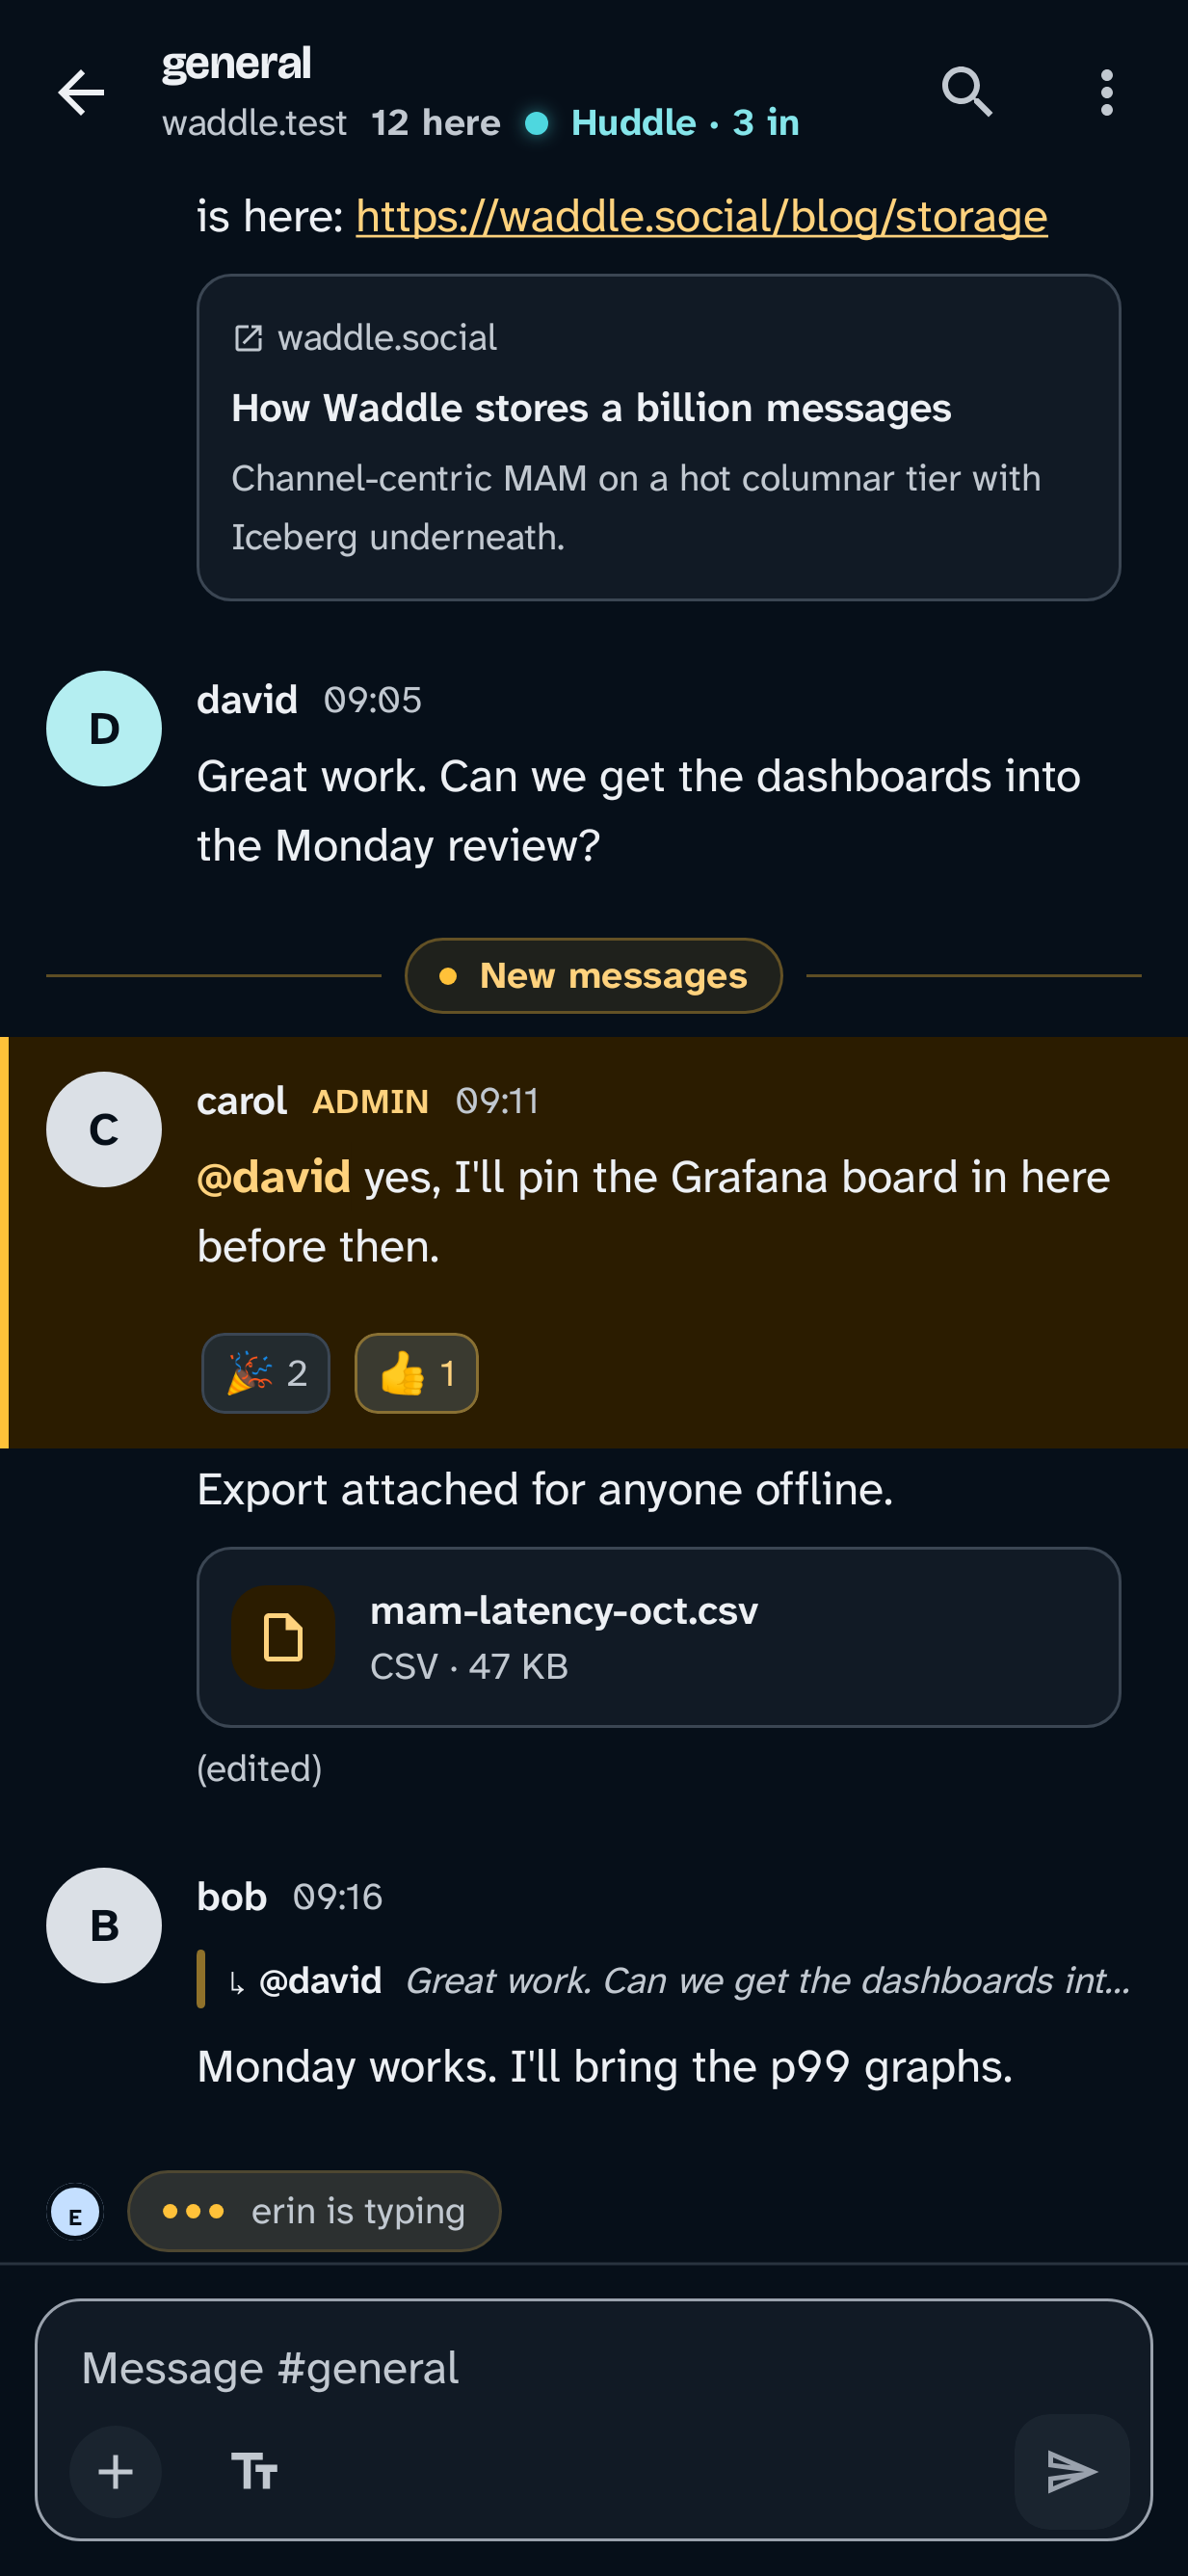 general
waddle.test 12 here Huddle · 3 in
is here: https://waddle.social/blog/storage
waddle.social
How Waddle stores a billion messages
Channel-centric MAM on a hot columnar tier with
Iceberg underneath.
D
david 09:05
Great work. Can we get the dashboards into
the Monday review?
New messages
C
carol ADMIN 09:11
@david yes, I'll pin the Grafana board in here
before then.
🎉 2 👍 1
Export attached for anyone offline.
mam-latency-oct.csv
CSV · 47 KB
(edited)
B
bob 09:16
↳ @david Great work. Can we get the dashboards int...
Monday works. I'll bring the p99 graphs.
E
erin is typing
Message #general
Tт